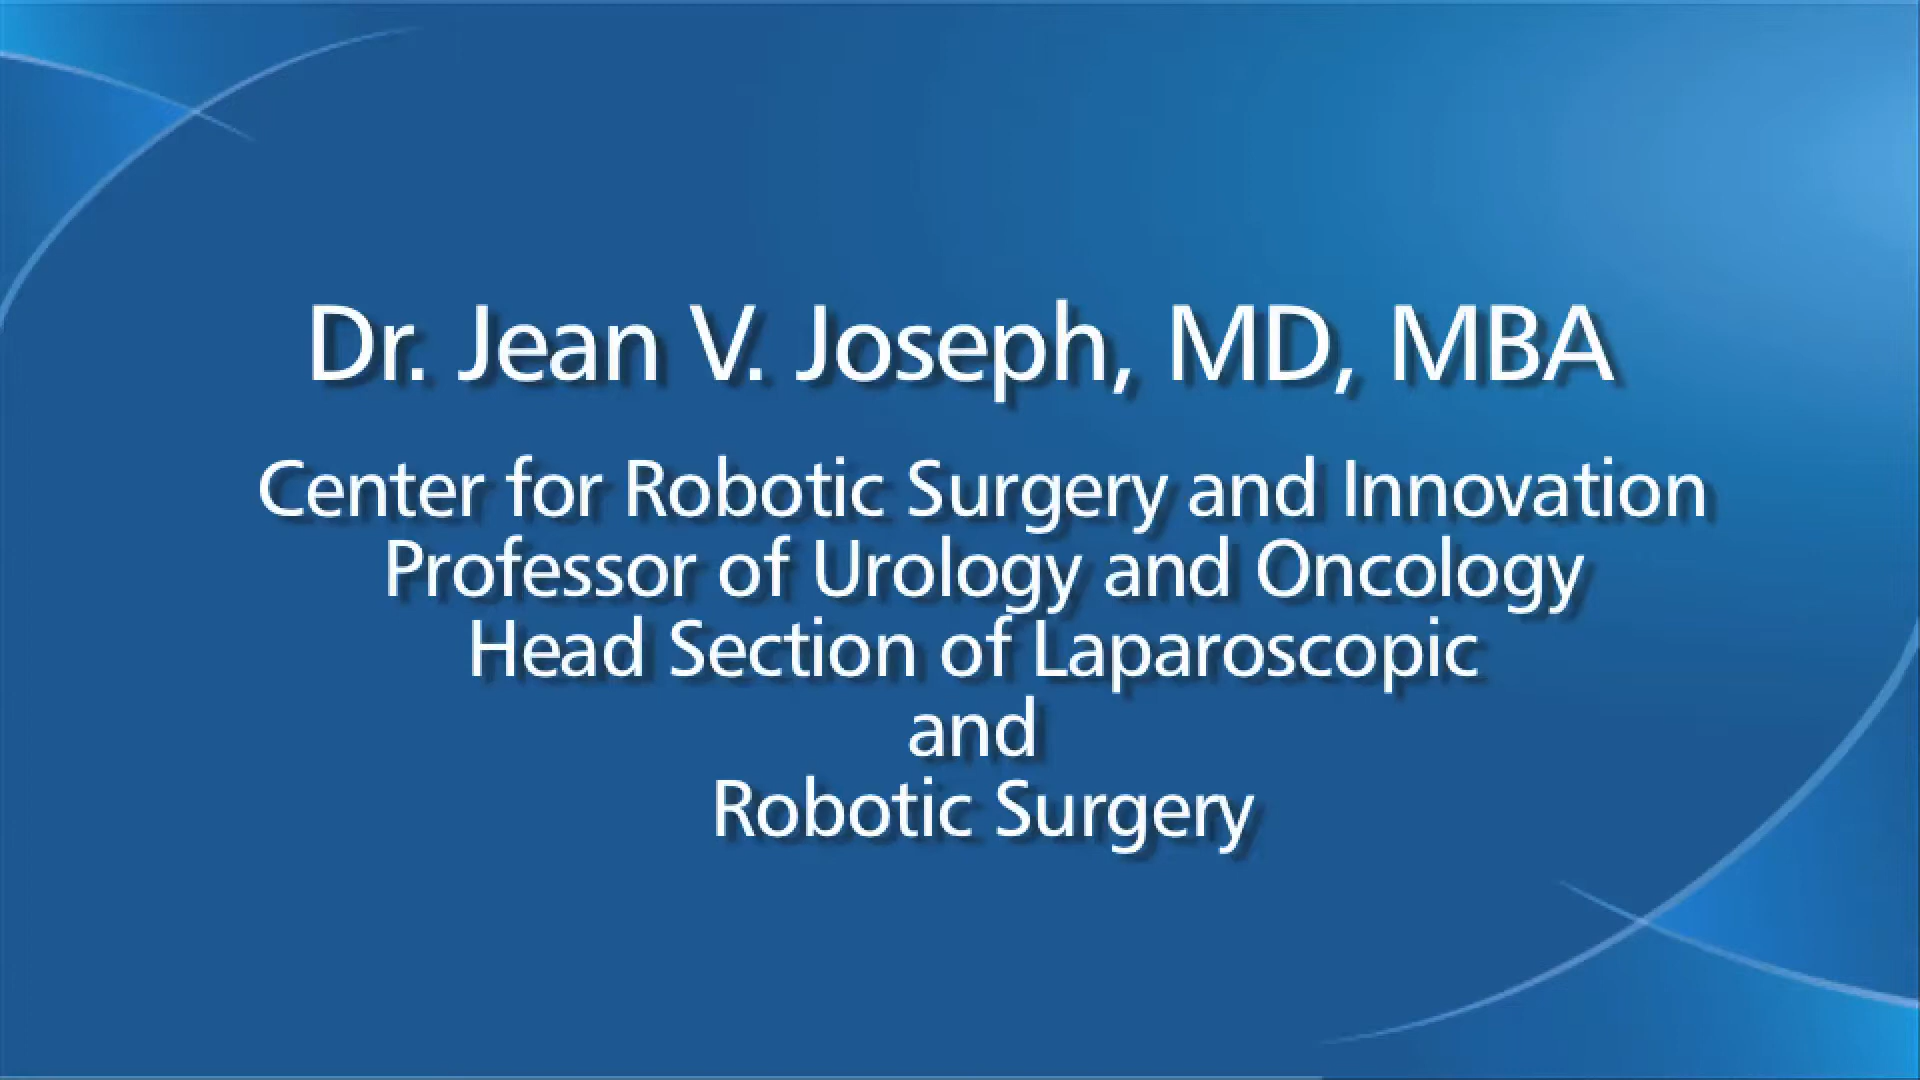 Dr. Jean V. Joseph, MD, MBA
Center for Robotic Surgery and Innovation
Professor of Urology and Oncology
Head Section of Laparoscopic
and
Robotic Surgery